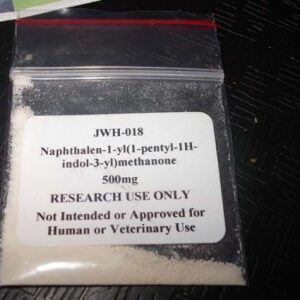 JWH-018
Naphthalen-1-yl(1-pentyl-1H-
indol-3-yl)methanone
500mg
RESEARCH USE ONLY
Not Intended or Approved for
Human or Veterinary Use